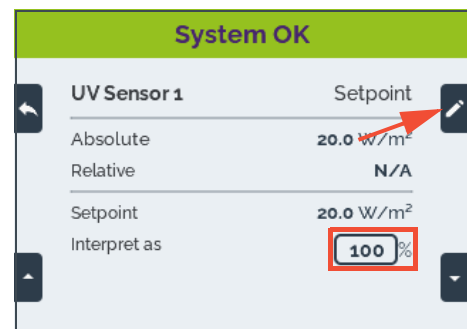 System OK
UV Sensor 1 Setpoint
Absolute 20.0 W/m²
Relative N/A
Setpoint 20.0 W/m²
Interpret as 100 %